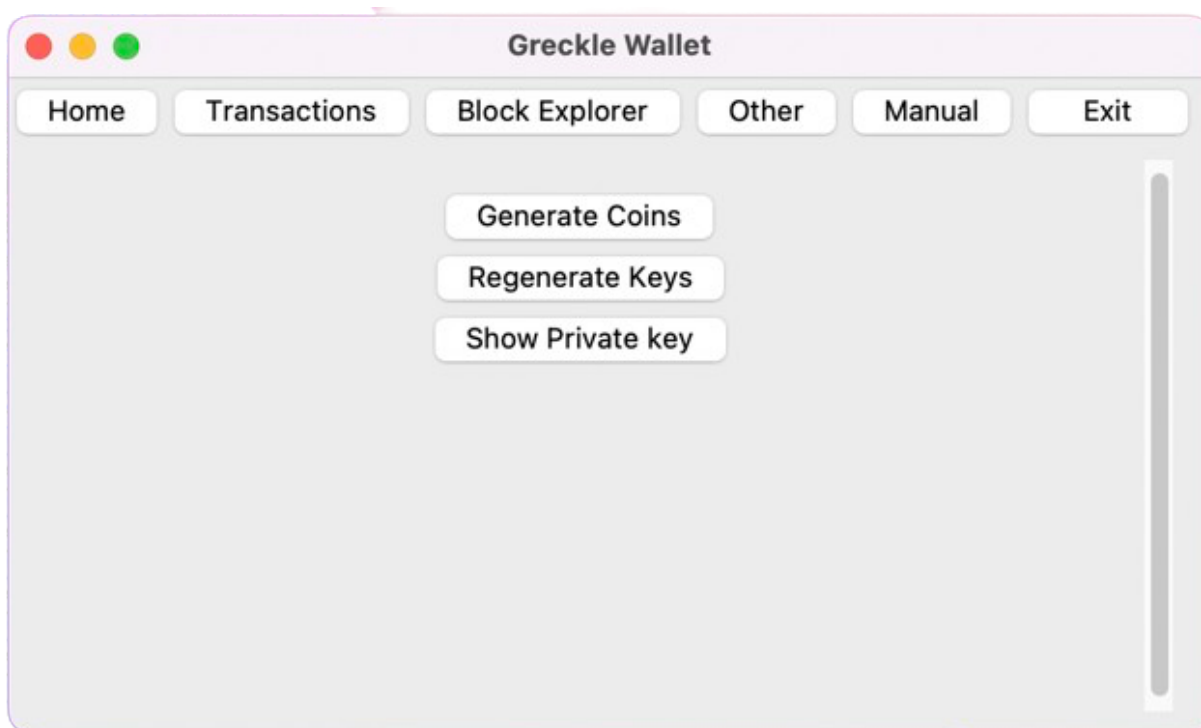 Greckle Wallet
Home Transactions Block Explorer Other Manual Exit
Generate Coins
Regenerate Keys
Show Private key